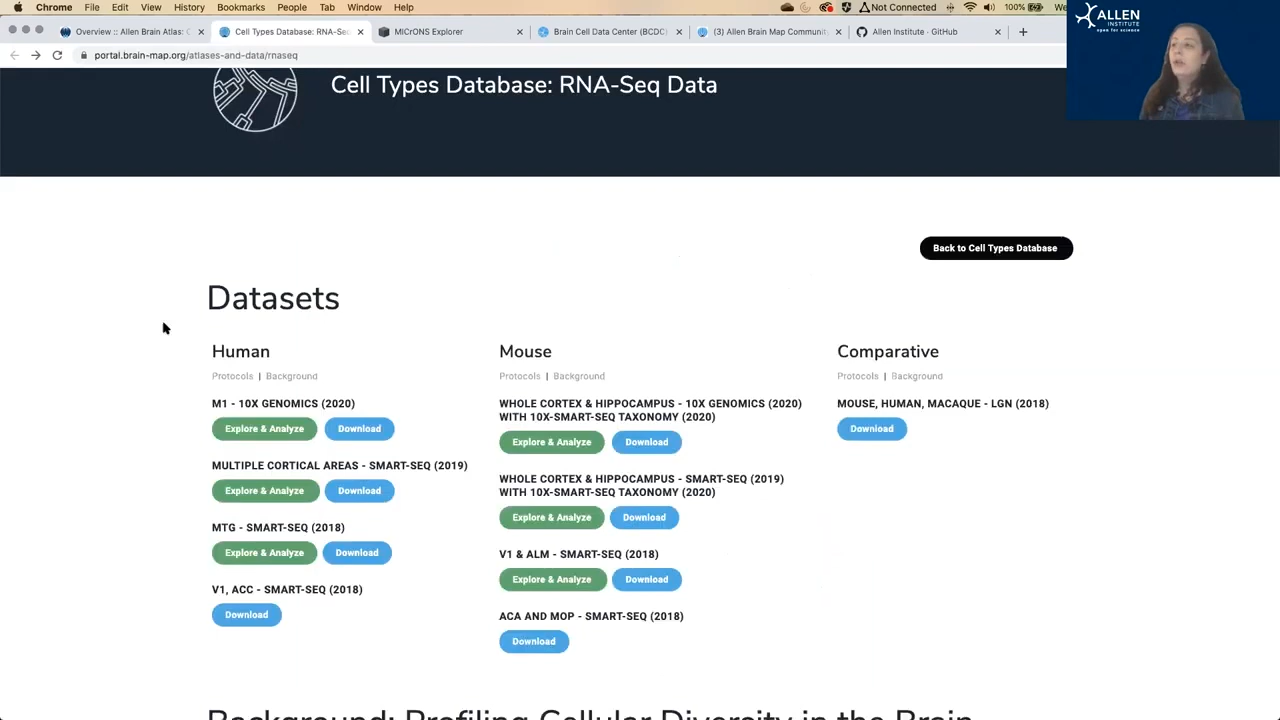 Chrome File Edit View History Bookmarks People Tab Window Help Not Connected 100% We
Overview :: Allen Brain Atlas: C Cell Types Database: RNA-Se MICrONS Explorer Brain Cell Data Center (BCDC) (3) Allen Brain Map Communit Allen Institute · GitHub
portal.brain-map.org/atlases-and-data/rnaseq
ALLEN
INSTITUTE
open for science
Cell Types Database: RNA-Seq Data
Back to Cell Types Database
Datasets
Human
Protocols | Background
M1 - 10X GENOMICS (2020)
Explore & Analyze Download
MULTIPLE CORTICAL AREAS - SMART-SEQ (2019)
Explore & Analyze Download
MTG - SMART-SEQ (2018)
Explore & Analyze Download
V1, ACC - SMART-SEQ (2018)
Download
Mouse
Protocols | Background
WHOLE CORTEX & HIPPOCAMPUS - 10X GENOMICS (2020)
WITH 10X-SMART-SEQ TAXONOMY (2020)
Explore & Analyze Download
WHOLE CORTEX & HIPPOCAMPUS - SMART-SEQ (2019)
WITH 10X-SMART-SEQ TAXONOMY (2020)
Explore & Analyze Download
V1 & ALM - SMART-SEQ (2018)
Explore & Analyze Download
ACA AND MOP - SMART-SEQ (2018)
Download
Comparative
Protocols | Background
MOUSE, HUMAN, MACAQUE - LGN (2018)
Download
Background: Profiling Cellular Diversity in the Brain